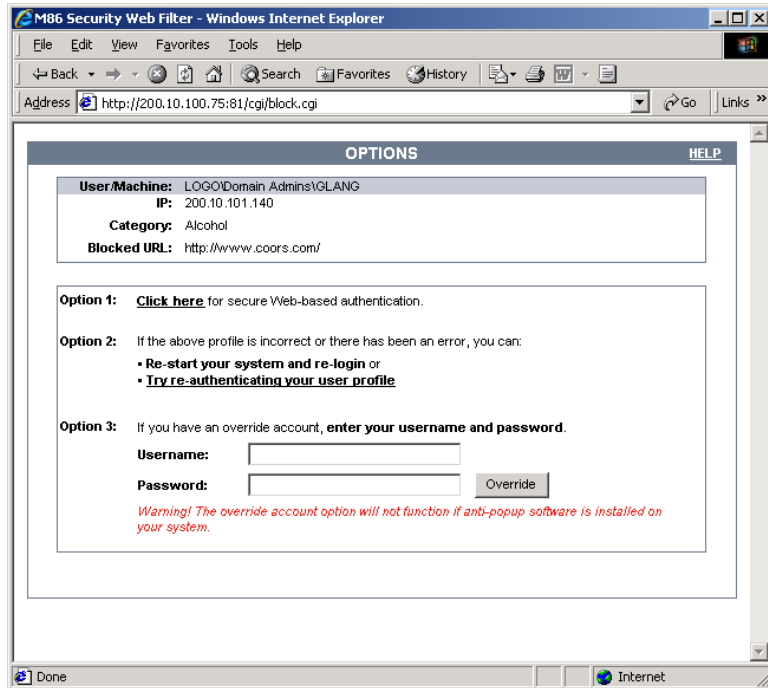 M86 Security Web Filter - Windows Internet Explorer
File Edit View Favorites Tools Help
Back Search Favorites History
Address http://200.10.100.75:81/cgi/block.cgi Go Links »
OPTIONS HELP
User/Machine: LOGO\Domain Admins\GLANG
IP: 200.10.101.140
Category: Alcohol
Blocked URL: http://www.coors.com/
Option 1: Click here for secure Web-based authentication.
Option 2: If the above profile is incorrect or there has been an error, you can:
▪ Re-start your system and re-login or
▪ Try re-authenticating your user profile
Option 3: If you have an override account, enter your username and password.
Username:
Password: Override
Warning! The override account option will not function if anti-popup software is installed on
your system.
Done Internet